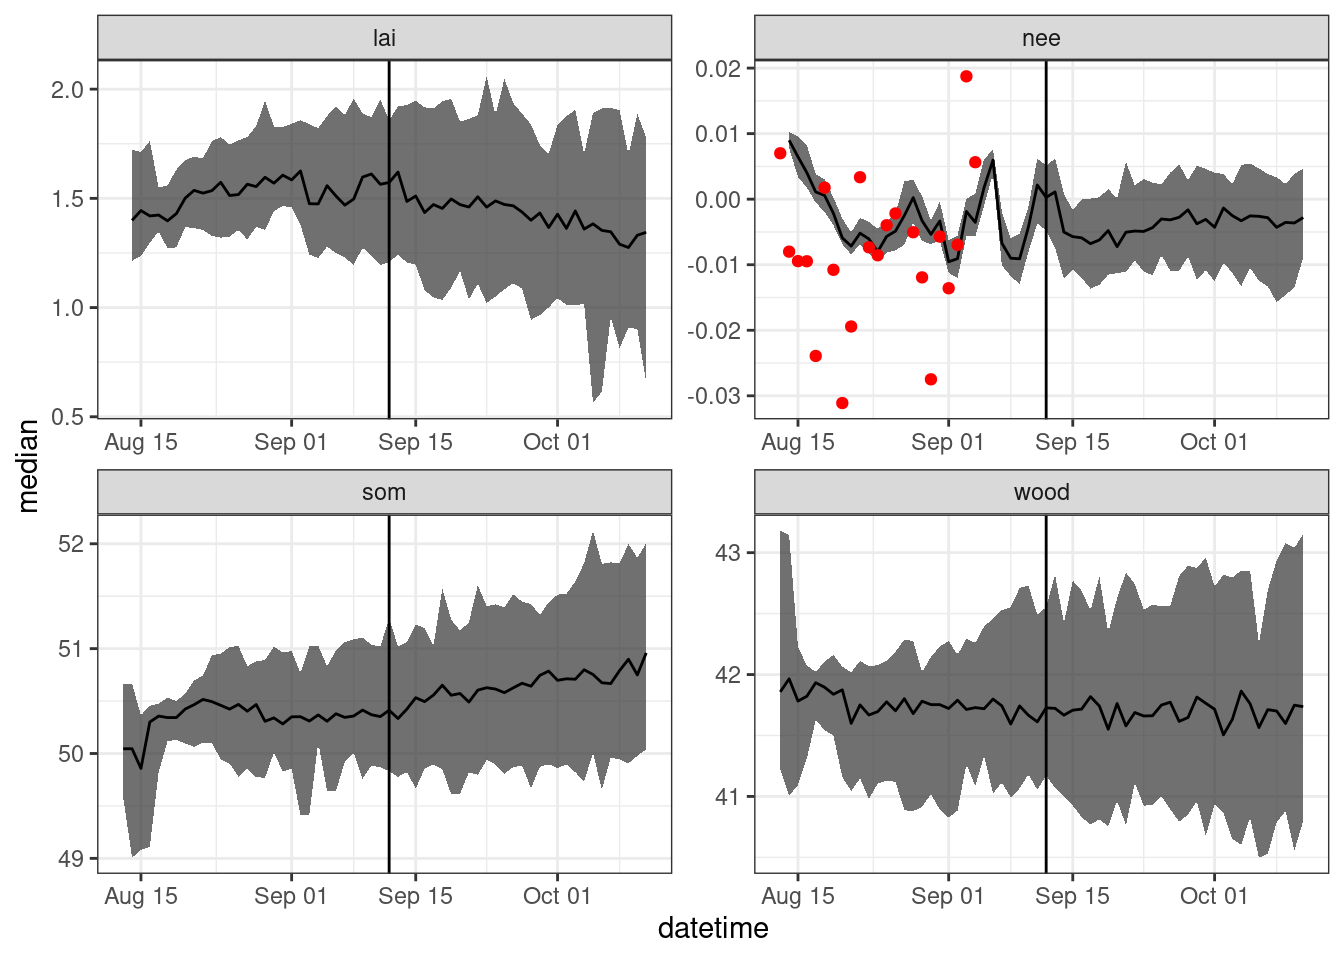 lai
nee
2.0
1.5
1.0
0.5
0.02
0.01
0.00
-0.01
-0.02
-0.03
Aug 15 Sep 01 Sep 15 Oct 01
Aug 15 Sep 01 Sep 15 Oct 01
median
som
wood
52
51
50
49
43
42
41
Aug 15 Sep 01 Sep 15 Oct 01
Aug 15 Sep 01 Sep 15 Oct 01
datetime